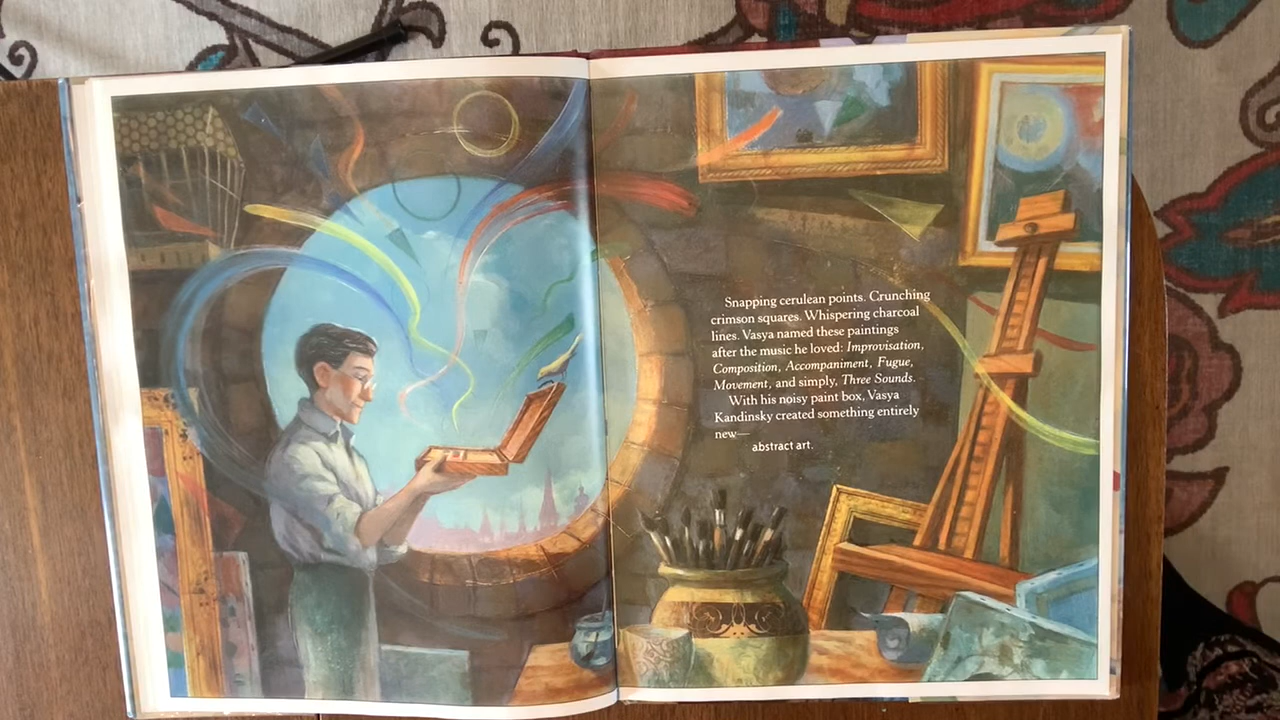 Snapping cerulean points. Crunching
crimson squares. Whispering charcoal
lines. Vasya named these paintings
after the music he loved: Improvisation,
Composition, Accompaniment, Fugue,
Movement, and simply, Three Sounds.
With his noisy paint box, Vasya
Kandinsky created something entirely
new—
abstract art.